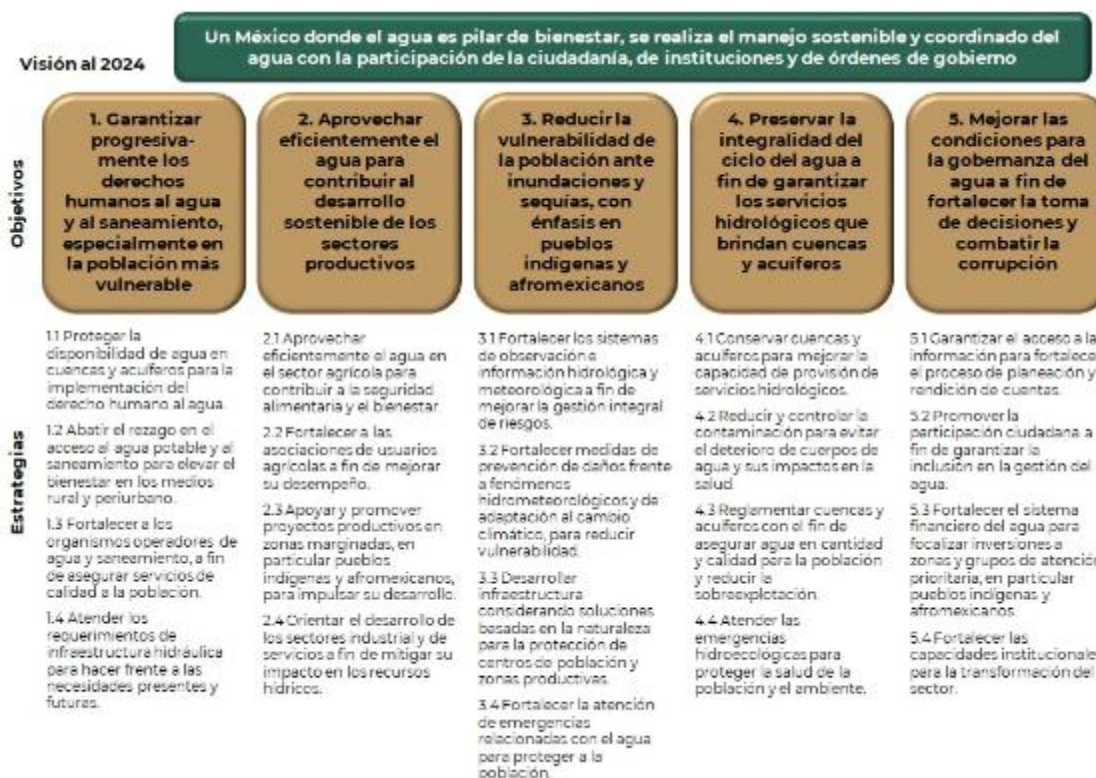 Un México donde el agua es pilar de bienestar, se realiza el manejo sostenible y coordinado del
agua con la participación de la ciudadanía, de instituciones y de órdenes de gobierno
Visión al 2024
Objetivos
1. Garantizar
progresiva-
mente los
derechos
humanos al agua
y al saneamiento,
especialmente en
la población más
vulnerable
2. Aprovechar
eficientemente el
agua para
contribuir al
desarrollo
sostenible de los
sectores
productivos
3. Reducir la
vulnerabilidad de
la población ante
inundaciones y
sequías, con
énfasis en
pueblos
indígenas y
afromexicanos
4. Preservar la
integralidad del
ciclo del agua a
fin de garantizar
los servicios
hidrológicos que
brindan cuencas
y acuíferos
5. Mejorar las
condiciones para
la gobernanza del
agua a fin de
fortalecer la toma
de decisiones y
combatir la
corrupción
Estrategias
1.1 Proteger la
disponibilidad de agua en
cuencas y acuíferos para la
implementación del
derecho humano al agua.
1.2 Abatir el rezago en el
acceso al agua potable y al
saneamiento para elevar el
bienestar en los medios
rural y periurbano.
1.3 Fortalecer a los
organismos operadores de
agua y saneamiento, a fin
de asegurar servicios de
calidad a la población.
1.4 Atender los
requerimientos de
infraestructura hidráulica
para hacer frente a las
necesidades presentes y
futuras.
2.1 Aprovechar
eficientemente el agua en
el sector agrícola para
contribuir a la seguridad
alimentaria y el bienestar
2.2 Fortalecer a las
asociaciones de usuarios
agrícolas a fin de mejorar
su desempeño.
2.3 Apoyar y promover
proyectos productivos en
zonas marginadas, en
particular pueblos
indígenas y afromexicanos,
para impulsar su desarrollo.
2.4 Orientar el desarrollo de
los sectores industrial y de
servicios a fin de mitigar su
impacto en los recursos
hídricos.
3.1 Fortalecer los sistemas
de observación e
información hidrológica y
meteorológica a fin de
mejorar la gestión integral
de riesgos.
3.2 Fortalecer medidas de
prevención de daños frente
a fenómenos
hidrometeorológicos y de
adaptación al cambio
climático, para reducir
vulnerabilidad.
3.3 Desarrollar
infraestructura
considerando soluciones
basadas en la naturaleza
para la protección de
centros de población y
zonas productivas.
3.4 Fortalecer la atención
de emergencias
relacionadas con el agua
para proteger a la
población.
4.1 Conservar cuencas y
acuíferos para mejorar la
capacidad de provisión de
servicios hidrológicos.
4.2 Reducir y controlar la
contaminación para evitar
el deterioro de cuerpos de
agua y sus impactos en la
salud.
4.3 Reglamentar cuencas y
acuíferos con el fin de
asegurar agua en cantidad
y calidad para la población
y reducir la
sobreexplotación.
4.4 Atender las
emergencias
hidroecológicas para
proteger la salud de la
población y el ambiente.
5.1 Garantizar el acceso a la
información para fortalece
el proceso de planeación y
rendición de cuentas.
5.2 Promover la
participación ciudadana a
fin de garantizar la
inclusión en la gestión del
agua.
5.3 Fortalecer el sistema
financiero del agua para
focalizar inversiones a
zonas y grupos de atención
prioritaria, en particular
pueblos indígenas y
afromexicanos.
5.4 Fortalecer las
capacidades institucionale
para la transformación del
sector.